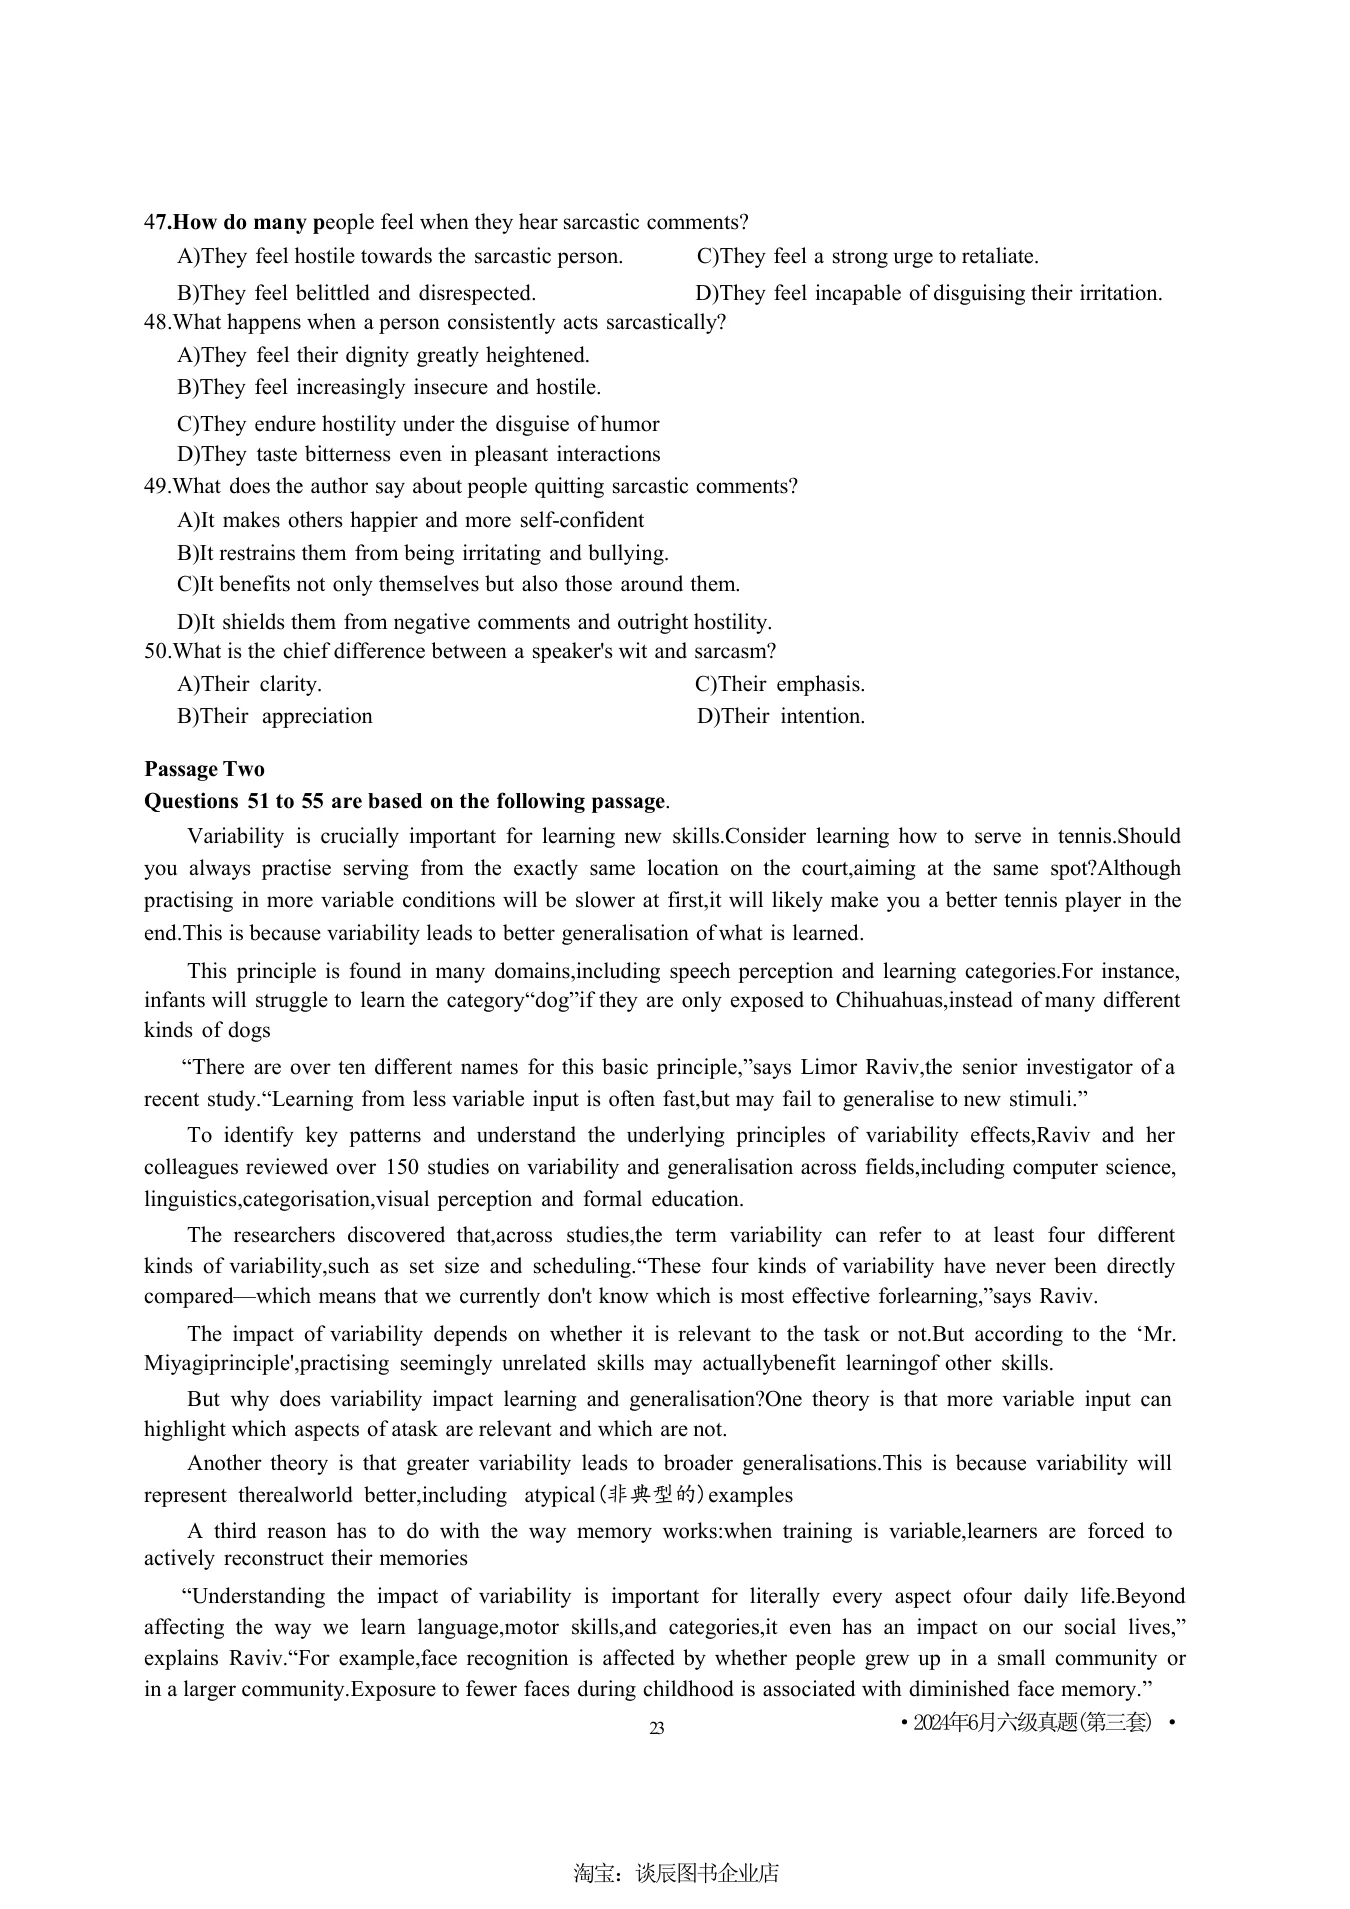 47.How do many people feel when they hear sarcastic comments?
A)They feel hostile towards the sarcastic person. C)They feel a strong urge to retaliate.
B)They feel belittled and disrespected. D)They feel incapable of disguising their irritation.
48.What happens when a person consistently acts sarcastically?
A)They feel their dignity greatly heightened.
B)They feel increasingly insecure and hostile.
C)They endure hostility under the disguise of humor
D)They taste bitterness even in pleasant interactions
49.What does the author say about people quitting sarcastic comments?
A)It makes others happier and more self-confident
B)It restrains them from being irritating and bullying.
C)It benefits not only themselves but also those around them.
D)It shields them from negative comments and outright hostility.
50.What is the chief difference between a speaker's wit and sarcasm?
A)Their clarity. C)Their emphasis.
B)Their appreciation D)Their intention.
Passage Two
Questions 51 to 55 are based on the following passage.
Variability is crucially important for learning new skills.Consider learning how to serve in tennis.Should
you always practise serving from the exactly same location on the court,aiming at the same spot?Although
practising in more variable conditions will be slower at first,it will likely make you a better tennis player in the
end.This is because variability leads to better generalisation of what is learned.
This principle is found in many domains,including speech perception and learning categories.For instance,
infants will struggle to learn the category“dog”if they are only exposed to Chihuahuas,instead of many different
kinds of dogs
“There are over ten different names for this basic principle,”says Limor Raviv,the senior investigator of a
recent study.“Learning from less variable input is often fast,but may fail to generalise to new stimuli.”
To identify key patterns and understand the underlying principles of variability effects,Raviv and her
colleagues reviewed over 150 studies on variability and generalisation across fields,including computer science,
linguistics,categorisation,visual perception and formal education.
The researchers discovered that,across studies,the term variability can refer to at least four different
kinds of variability,such as set size and scheduling.“These four kinds of variability have never been directly
compared—which means that we currently don't know which is most effective forlearning,”says Raviv.
The impact of variability depends on whether it is relevant to the task or not.But according to the ‘Mr.
Miyagiprinciple',practising seemingly unrelated skills may actuallybenefit learningof other skills.
But why does variability impact learning and generalisation?One theory is that more variable input can
highlight which aspects of atask are relevant and which are not.
Another theory is that greater variability leads to broader generalisations.This is because variability will
represent therealworld better,including atypical(非典型的)examples
A third reason has to do with the way memory works:when training is variable,learners are forced to
actively reconstruct their memories
“Understanding the impact of variability is important for literally every aspect ofour daily life.Beyond
affecting the way we learn language,motor skills,and categories,it even has an impact on our social lives,”
explains Raviv.“For example,face recognition is affected by whether people grew up in a small community or
in a larger community.Exposure to fewer faces during childhood is associated with diminished face memory.”
23 •2024年6月六级真题(第三套) •
淘宝：谈辰图书企业店